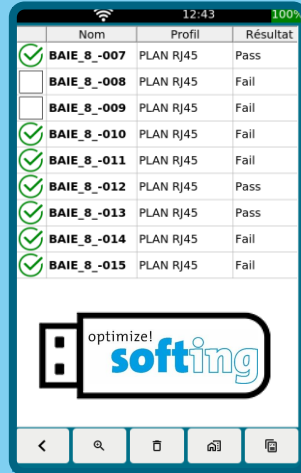 12:43 100%
Nom Profil Résultat
BAIE_8_-007 PLAN RJ45 Pass
BAIE_8_-008 PLAN RJ45 Fail
BAIE_8_-009 PLAN RJ45 Fail
BAIE_8_-010 PLAN RJ45 Fail
BAIE_8_-011 PLAN RJ45 Fail
BAIE_8_-012 PLAN RJ45 Pass
BAIE_8_-013 PLAN RJ45 Pass
BAIE_8_-014 PLAN RJ45 Fail
BAIE_8_-015 PLAN RJ45 Fail
optimize!
softing